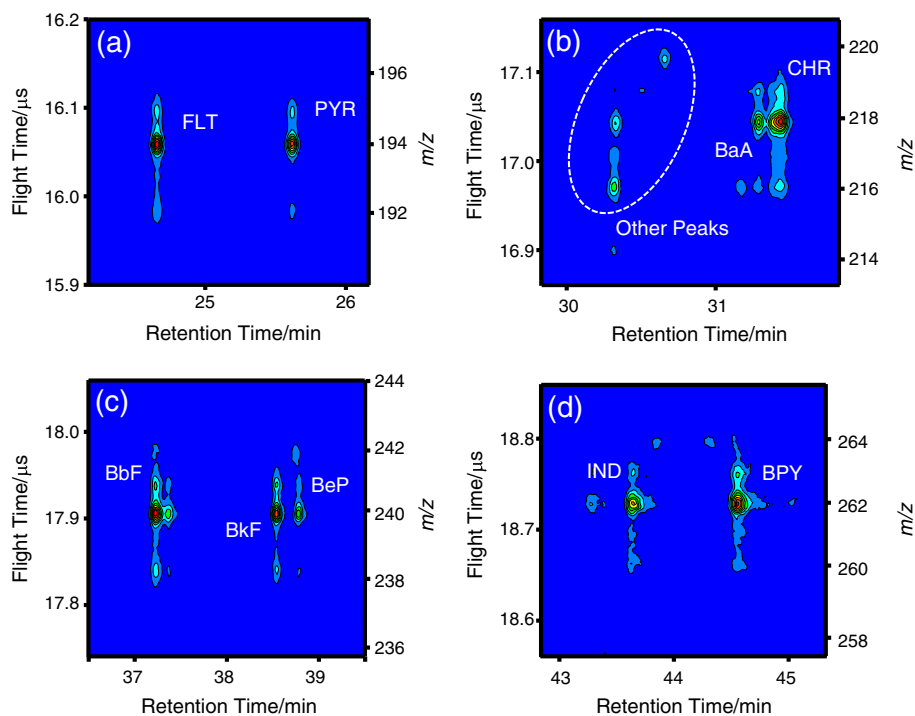 (a)
FLT
PYR
16.2
16.1
16.0
15.9
Flight Time/μs
196
194
192
m/z
25
26
Retention Time/min
(b)
CHR
BaA
Other Peaks
17.1
17.0
16.9
Flight Time/μs
220
218
216
214
m/z
30
31
Retention Time/min
(c)
BbF
BkF
BeP
18.0
17.9
17.8
Flight Time/μs
244
242
240
238
236
m/z
37
38
39
Retention Time/min
(d)
IND
BPY
18.8
18.7
18.6
Flight Time/μs
264
262
260
258
m/z
43
44
45
Retention Time/min